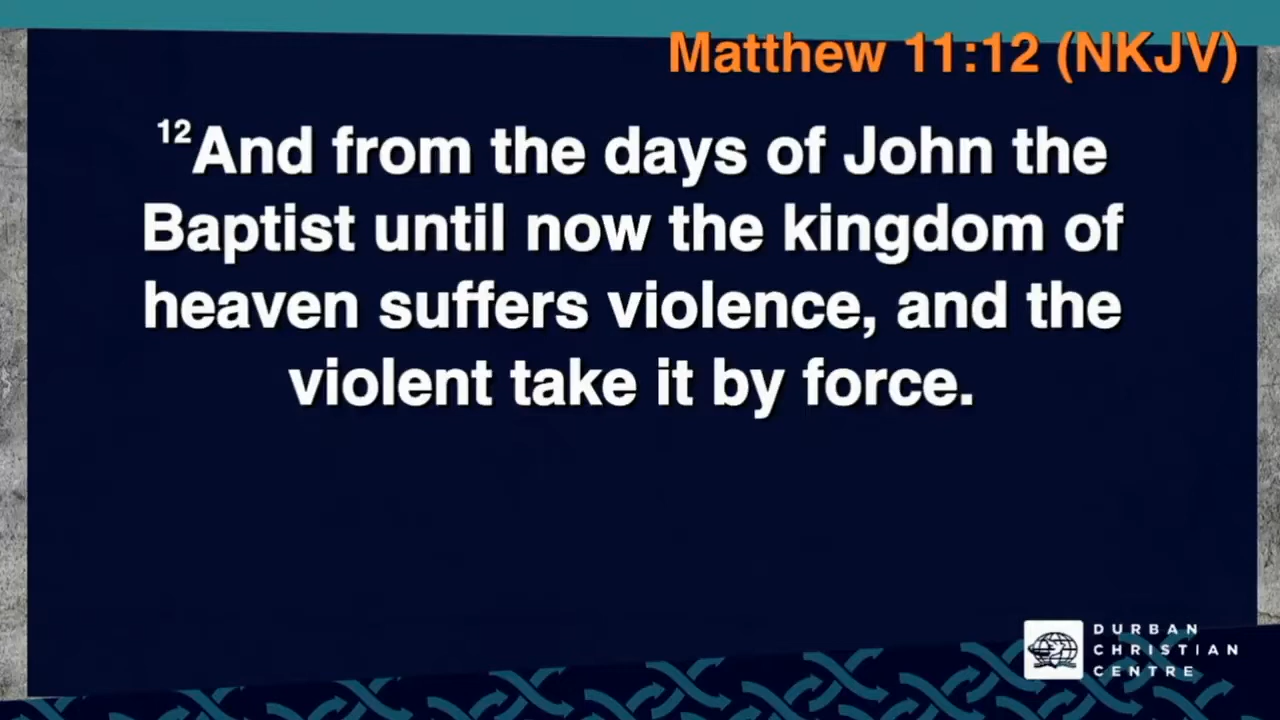 Matthew 11:12 (NKJV)
12And from the days of John the
Baptist until now the kingdom of
heaven suffers violence, and the
violent take it by force.
DURBAN
CHRISTIAN
CENTRE